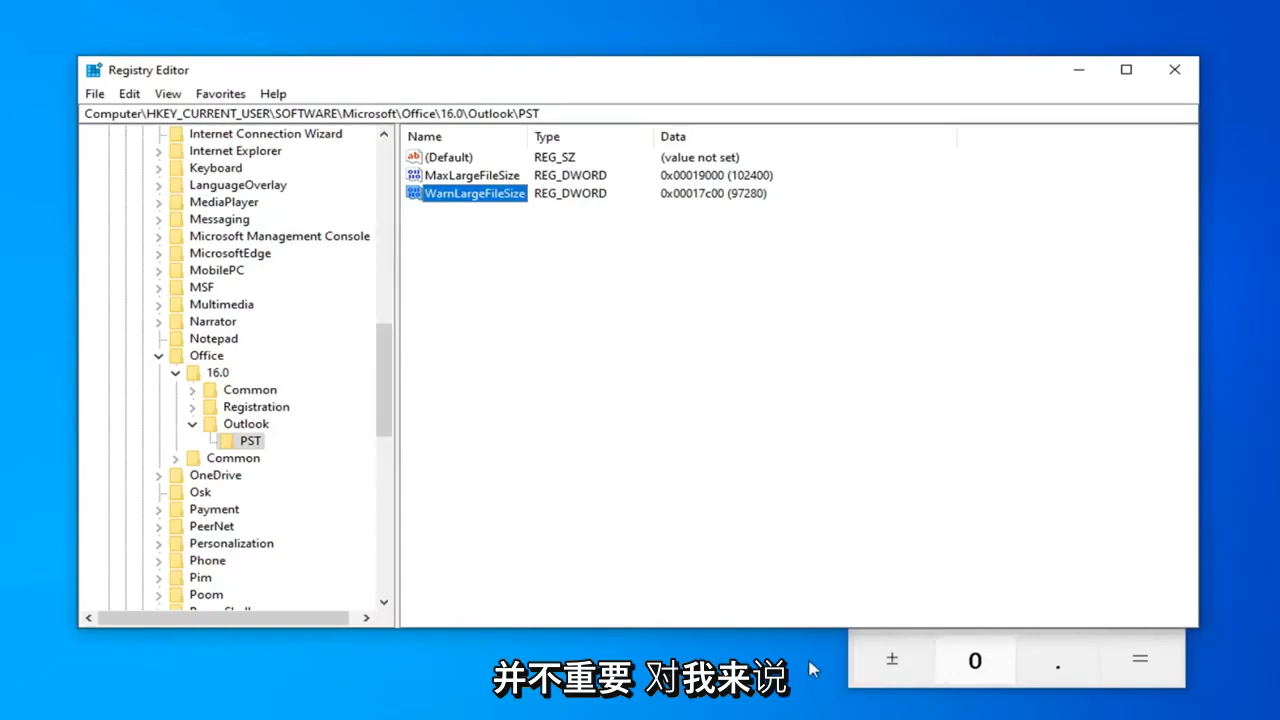 Registry Editor
File Edit View Favorites Help
Computer\HKEY_CURRENT_USER\SOFTWARE\Microsoft\Office\16.0\Outlook\PST
Internet Connection Wizard
Internet Explorer
Keyboard
LanguageOverlay
MediaPlayer
Messaging
Microsoft Management Console
MicrosoftEdge
MobilePC
MSF
Multimedia
Narrator
Notepad
Office
16.0
Common
Registration
Outlook
PST
Common
OneDrive
Osk
Payment
PeerNet
Personalization
Phone
Pim
Poom
Name Type Data
(Default) REG_SZ (value not set)
MaxLargeFileSize REG_DWORD 0x00019000 (102400)
WarnLargeFileSize REG_DWORD 0x00017c00 (97280)
± 0 . =
并不重要 对我来说